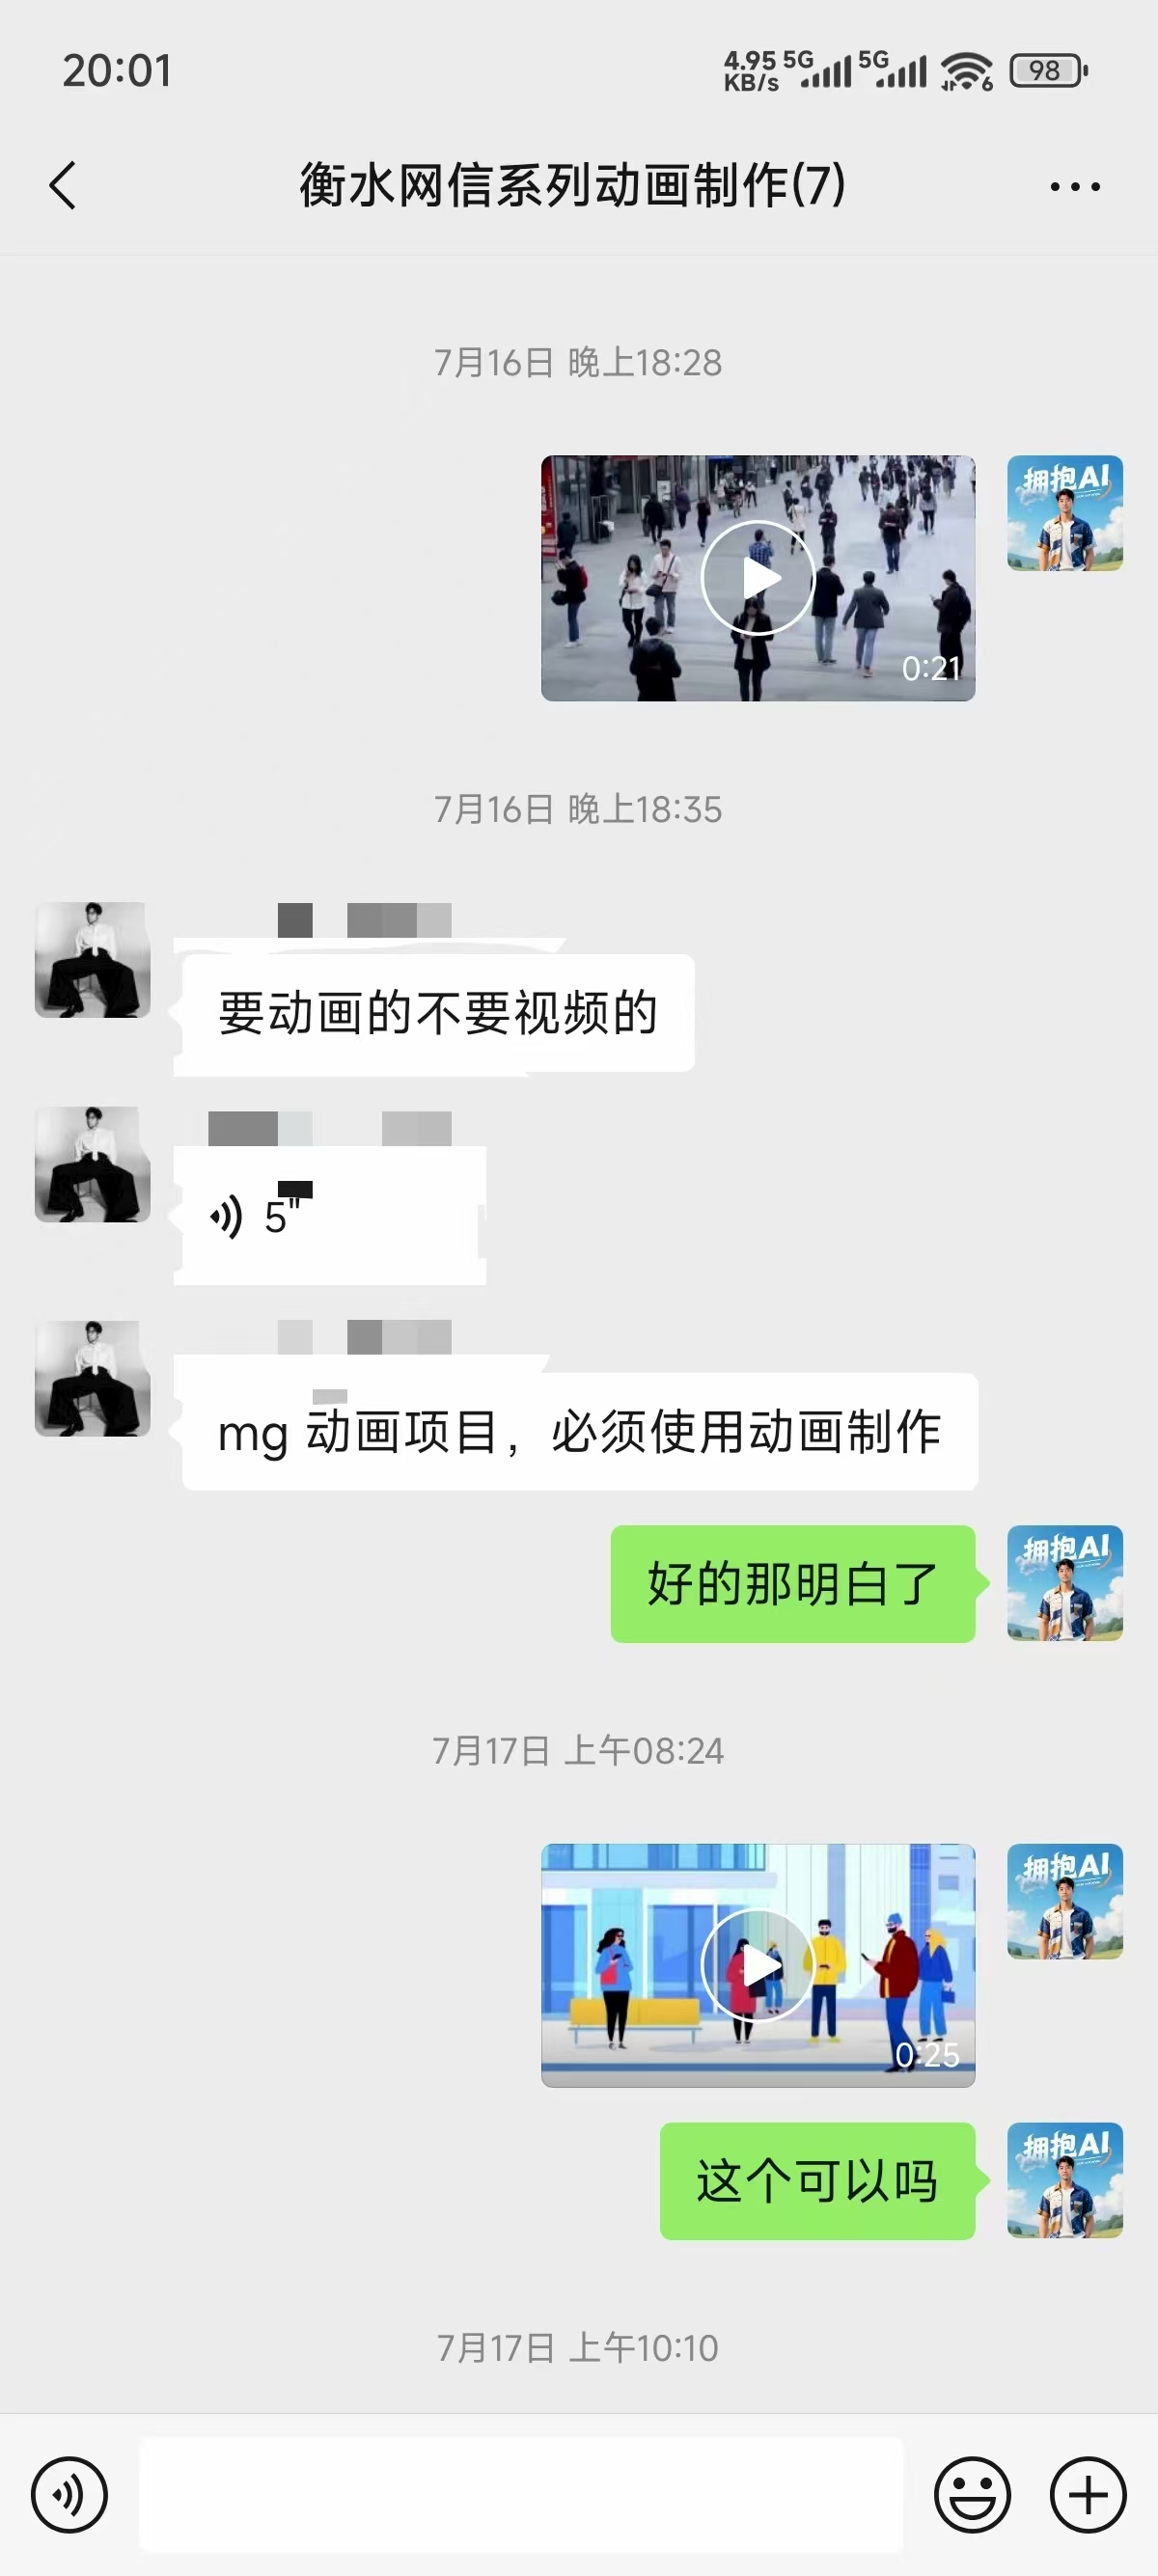 20:01
4.95 KB/s 5G 5G 6 98
衡水网信系列动画制作(7)
7月16日 晚上18:28
拥抱AI
0:21
7月16日 晚上18:35
要动画的不要视频的
5"
mg 动画项目，必须使用动画制作
好的那明白了
拥抱AI
7月17日 上午08:24
拥抱AI
0:25
这个可以吗
拥抱AI
7月17日 上午10:10